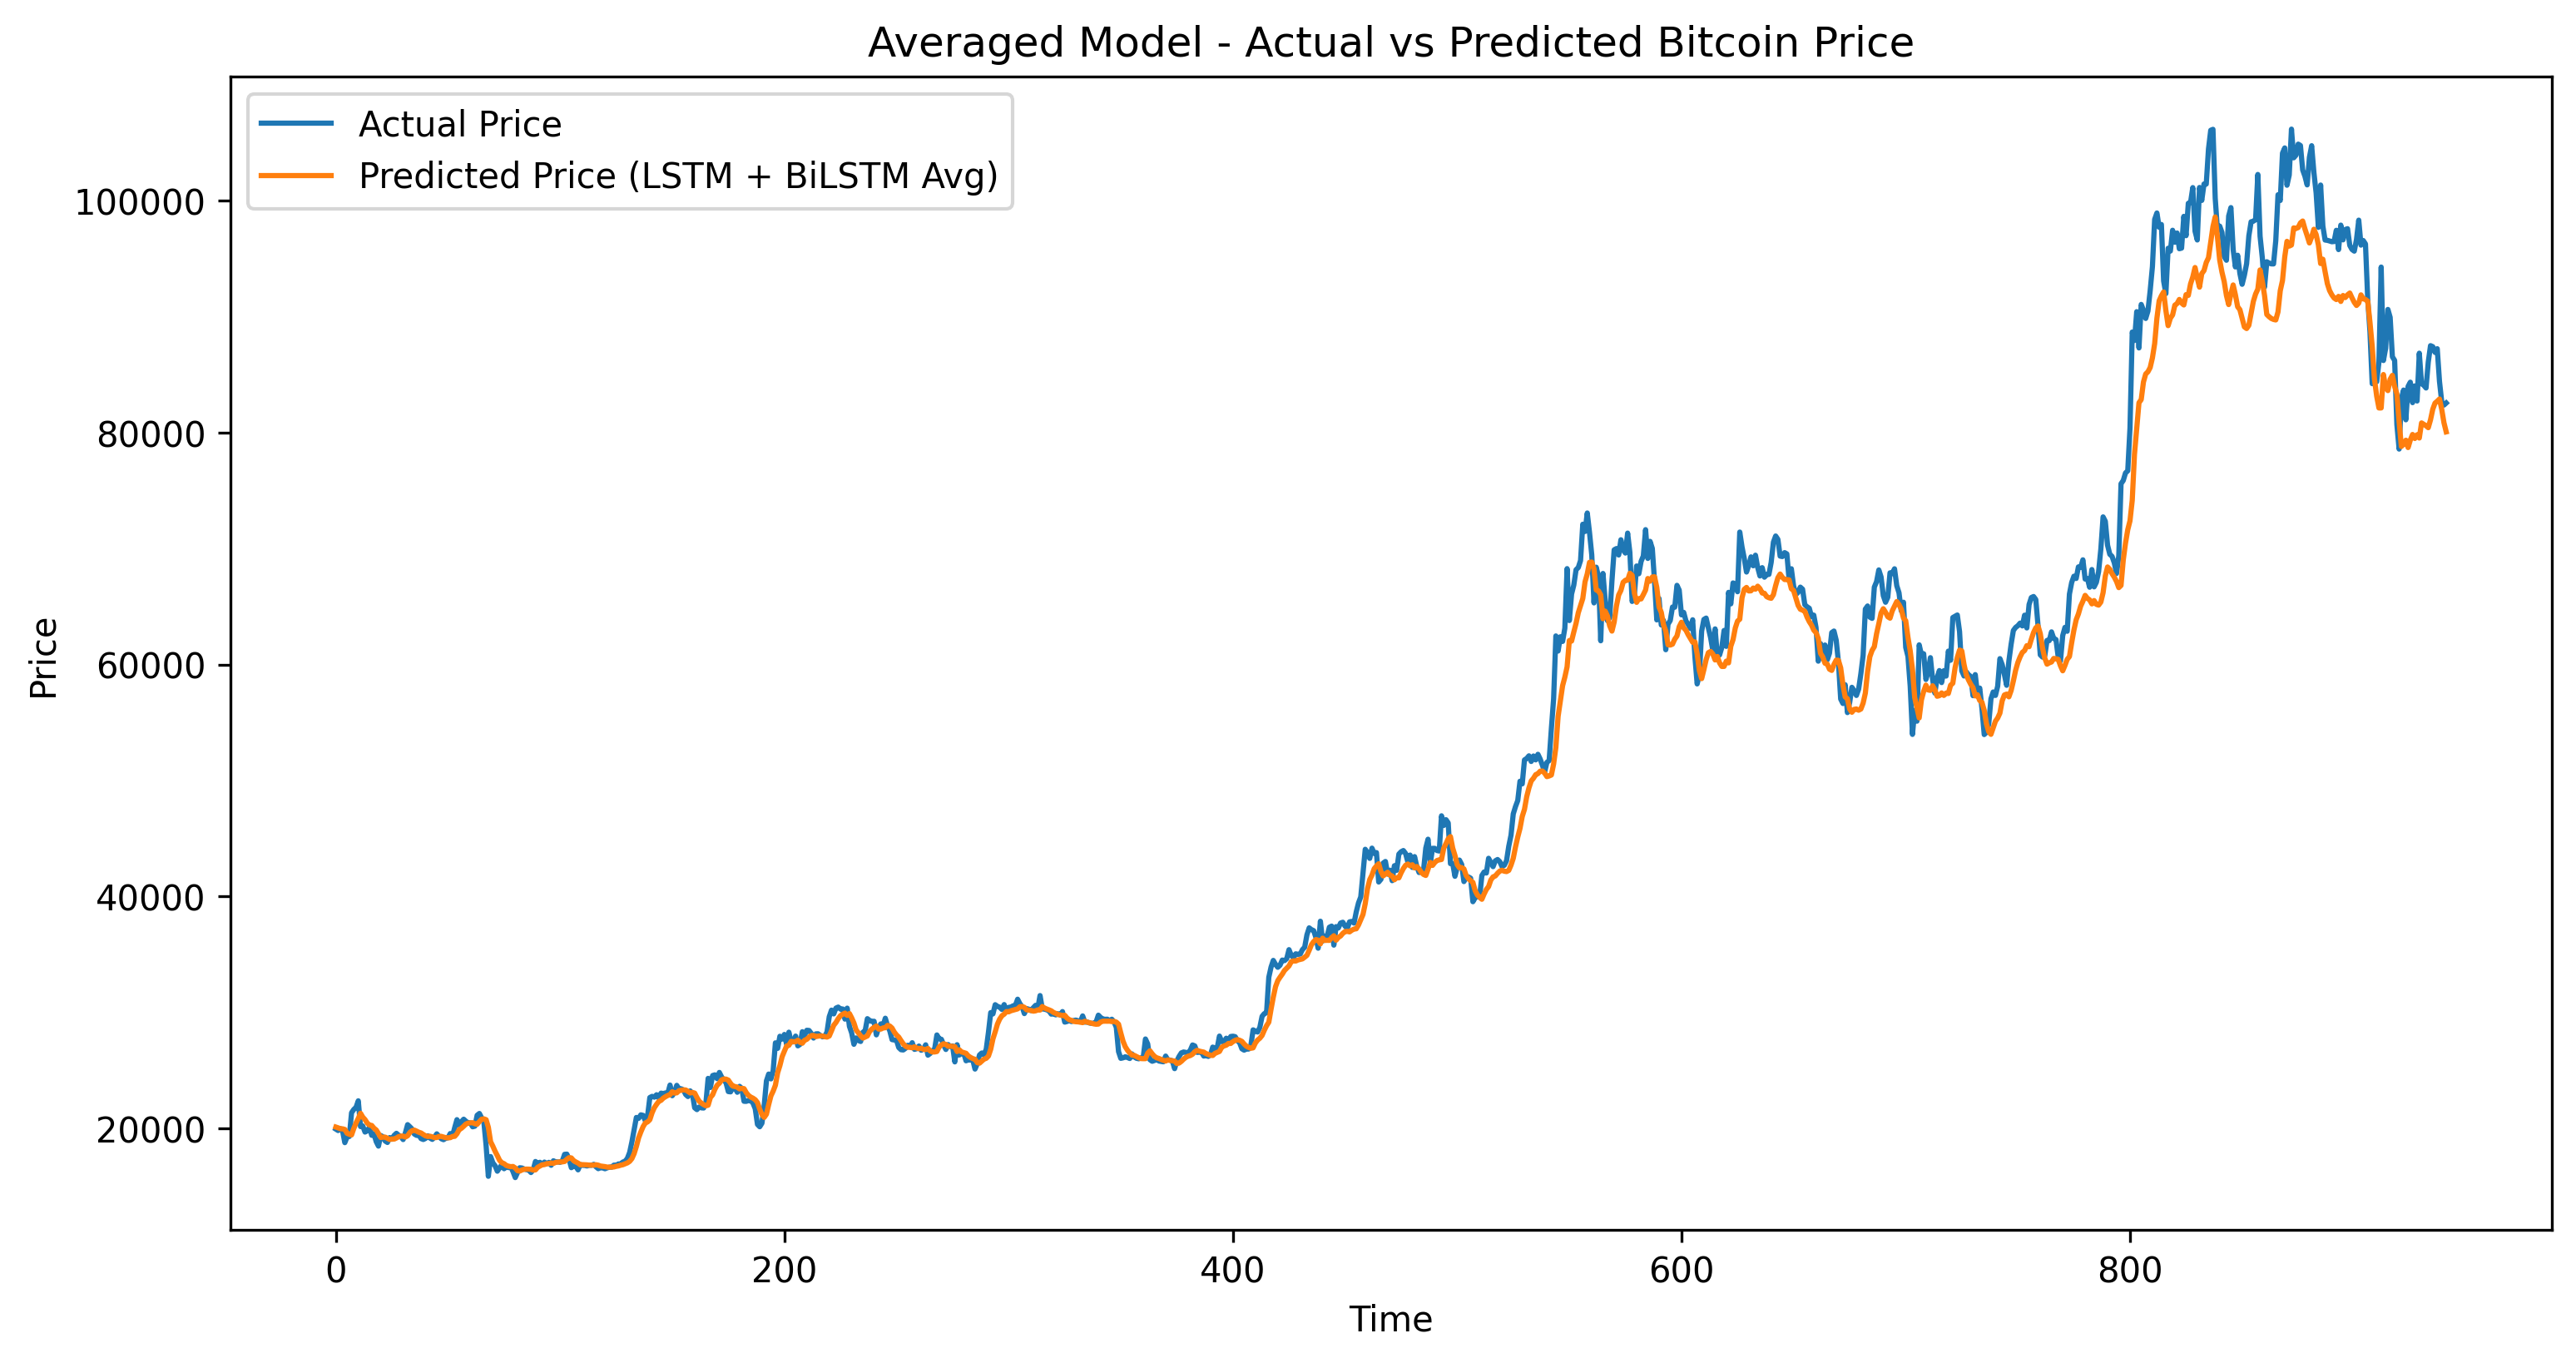 Averaged Model - Actual vs Predicted Bitcoin Price
Actual Price
Predicted Price (LSTM + BiLSTM Avg)
100000
80000
60000
40000
20000
Price
0 200 400 600 800
Time